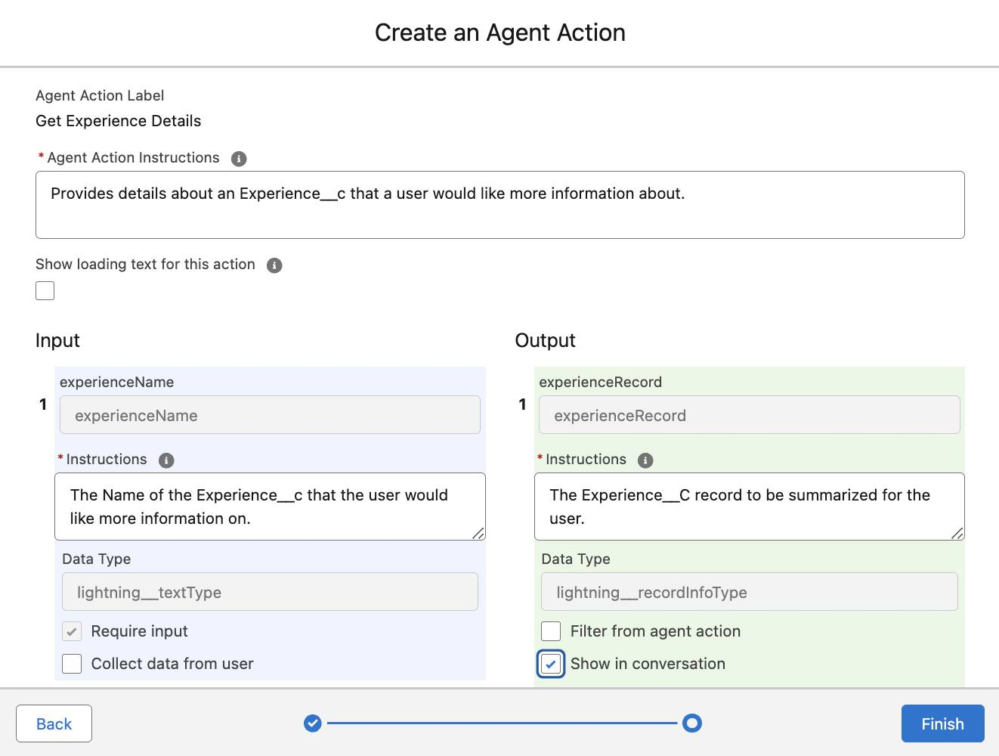 Create an Agent Action
Agent Action Label
Get Experience Details
* Agent Action Instructions
Provides details about an Experience__c that a user would like more information about.
Show loading text for this action
Input
1
experienceName
experienceName
* Instructions
The Name of the Experience__c that the user would
like more information on.
Data Type
lightning__textType
Require input
Collect data from user
Output
1
experienceRecord
experienceRecord
* Instructions
The Experience__C record to be summarized for the
user.
Data Type
lightning__recordInfoType
Filter from agent action
Show in conversation
Back
Finish